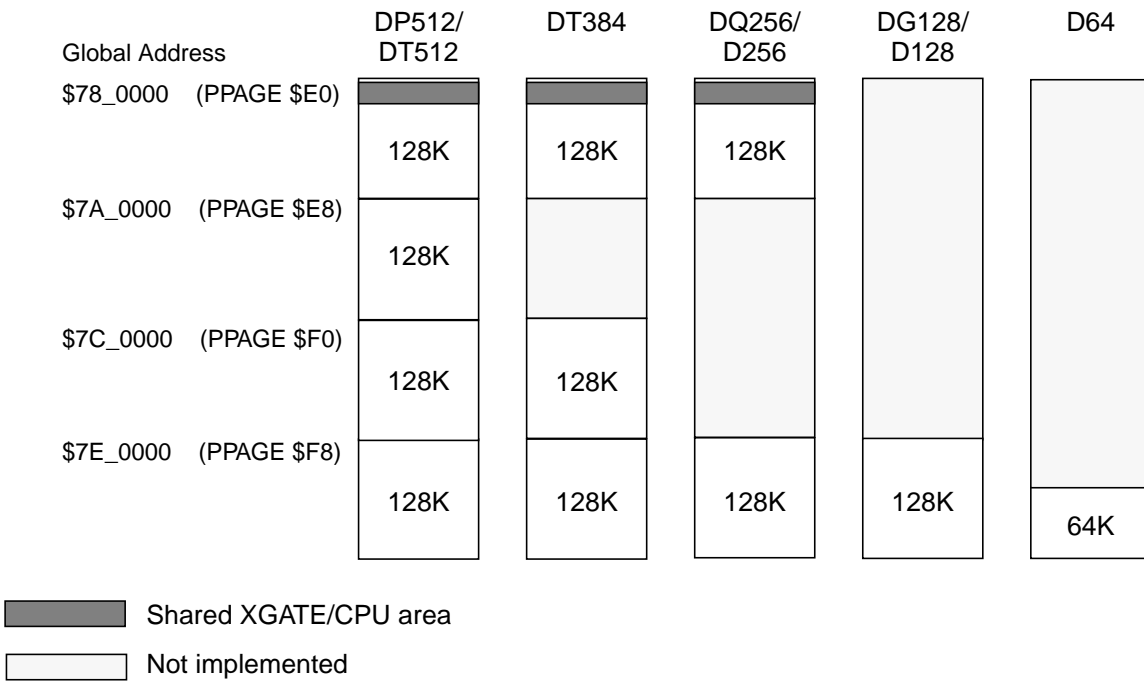 DP512/
DT512
DT384
DQ256/
D256
DG128/
D128
D64
Global Address
$78_0000 (PPAGE $E0)
128K 128K 128K
$7A_0000 (PPAGE $E8)
128K
$7C_0000 (PPAGE $F0)
128K 128K
$7E_0000 (PPAGE $F8)
128K 128K 128K 128K
64K
Shared XGATE/CPU area
Not implemented